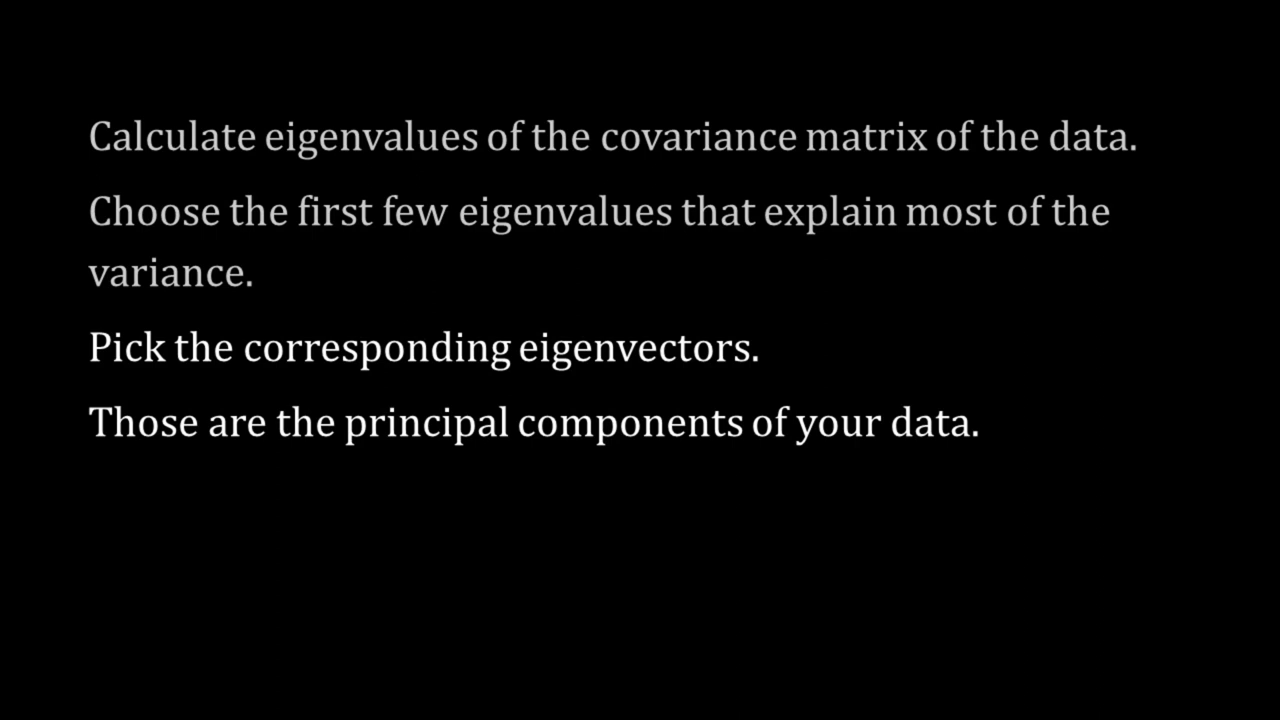 Calculate eigenvalues of the covariance matrix of the data.
Choose the first few eigenvalues that explain most of the
variance.
Pick the corresponding eigenvectors.
Those are the principal components of your data.